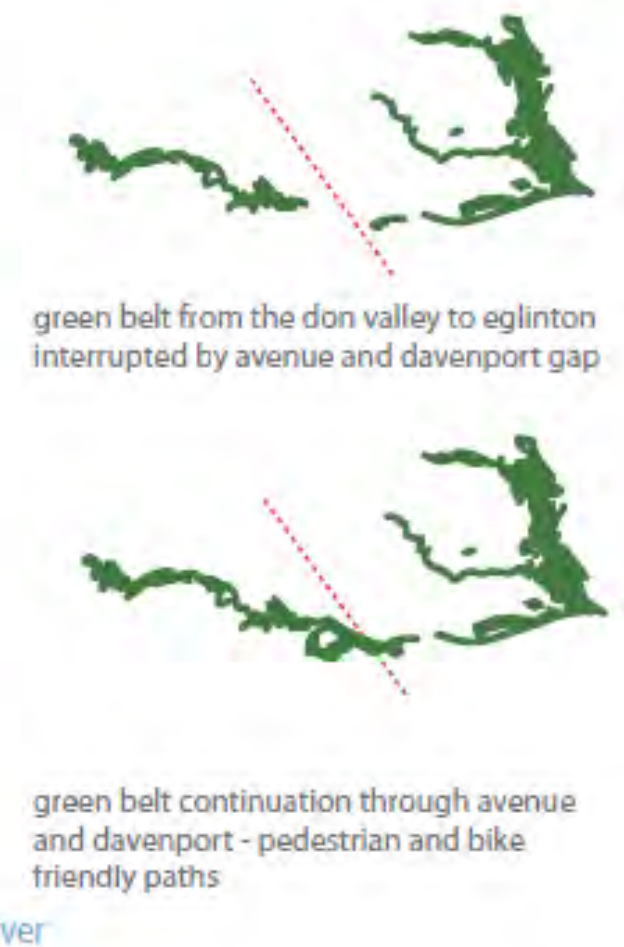 green belt from the don valley to eglinton
interrupted by avenue and davenport gap
green belt continuation through avenue
and davenport - pedestrian and bike
friendly paths
ver